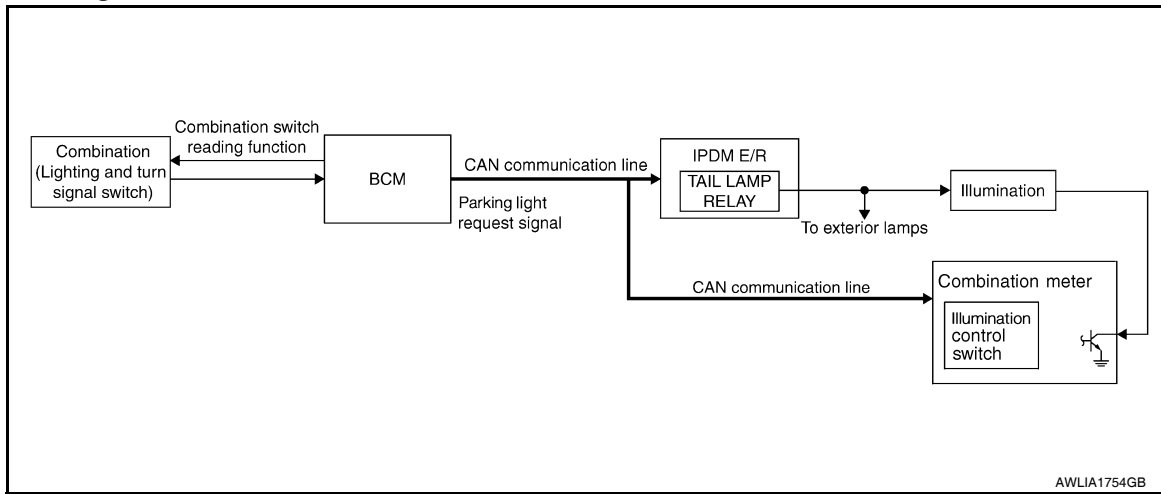 Combination switch
reading function
Combination
(Lighting and turn
signal switch)
BCM
CAN communication line
Parking light
request signal
IPDM E/R
TAIL LAMP
RELAY
To exterior lamps
Illumination
CAN communication line
Combination meter
Illumination
control
switch
AWLIA1754GB